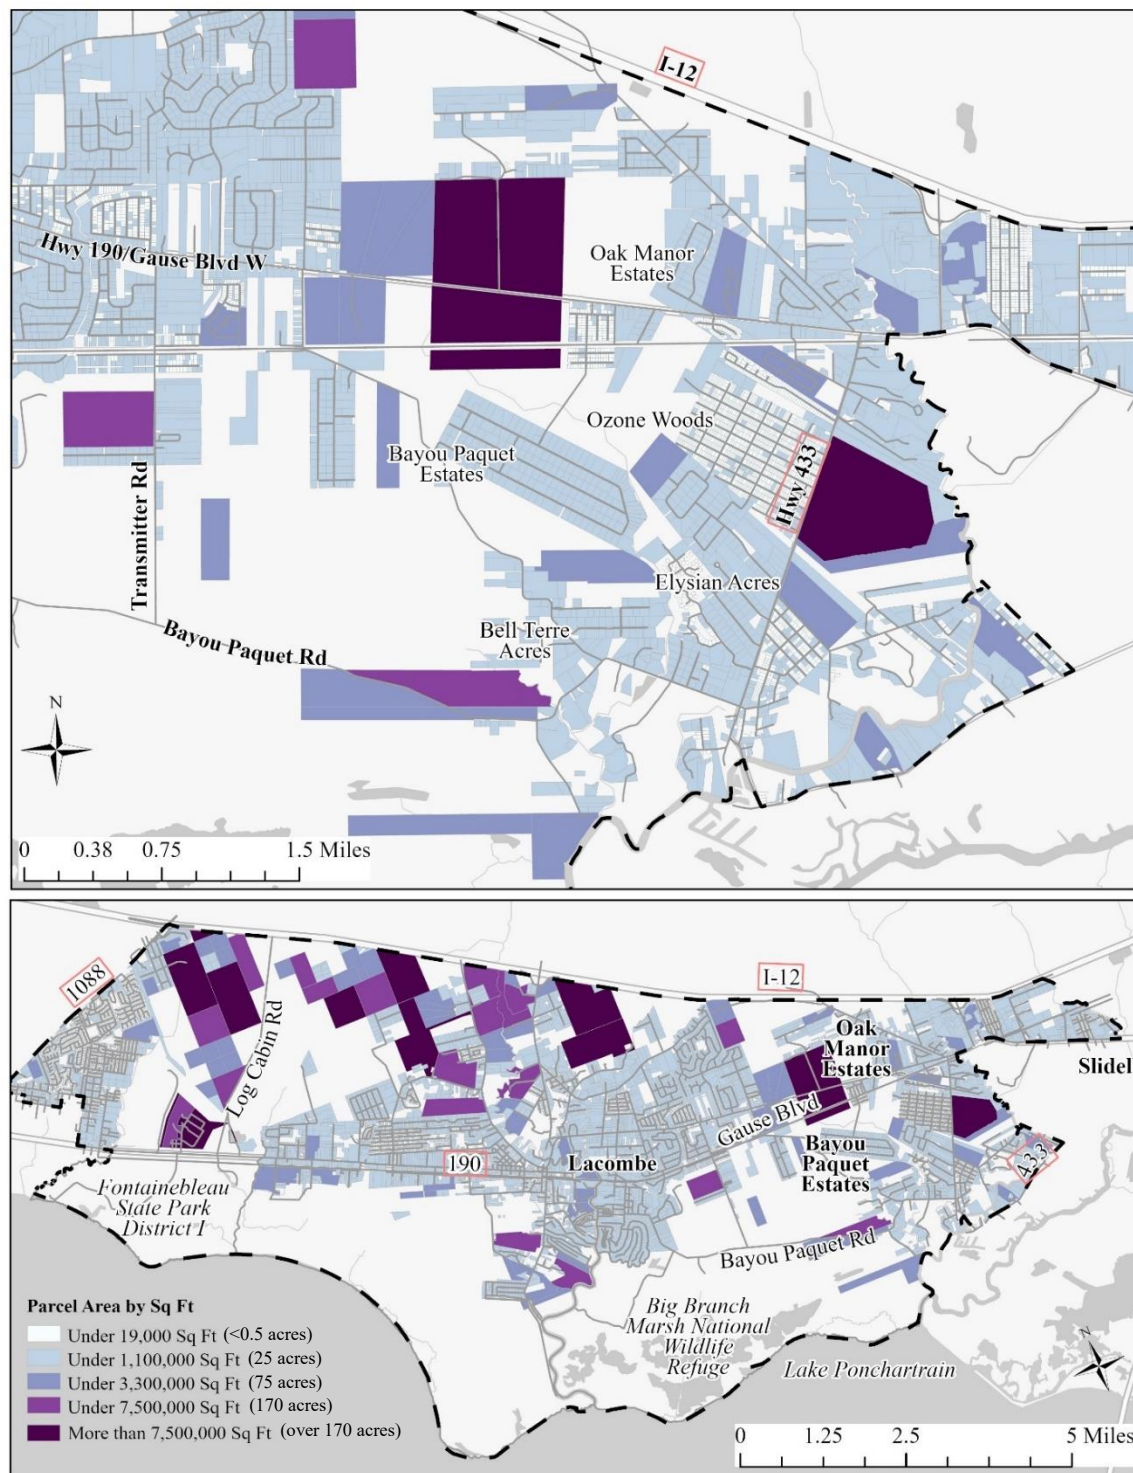 I-12
Hwy 190/Gause Blvd W
Oak Manor
Estates
Ozone Woods
Bayou Paquet
Estates
Hwy 433
Transmitter Rd
Elysian Acres
Bell Terre
Acres
Bayou Paquet Rd
N
0 0.38 0.75 1.5 Miles
1088
I-12
Log Cabin Rd
Oak
Manor
Estates
Slidel
Gause Blvd
190
Lacombe
Bayou
Paquet
Estates
433
Fontainebleau
State Park
District I
Bayou Paquet Rd
Big Branch
Marsh National
Wildlife
Refuge
Lake Ponchartrain
N
Parcel Area by Sq Ft
Under 19,000 Sq Ft (<0.5 acres)
Under 1,100,000 Sq Ft (25 acres)
Under 3,300,000 Sq Ft (75 acres)
Under 7,500,000 Sq Ft (170 acres)
More than 7,500,000 Sq Ft (over 170 acres)
0 1.25 2.5 5 Miles